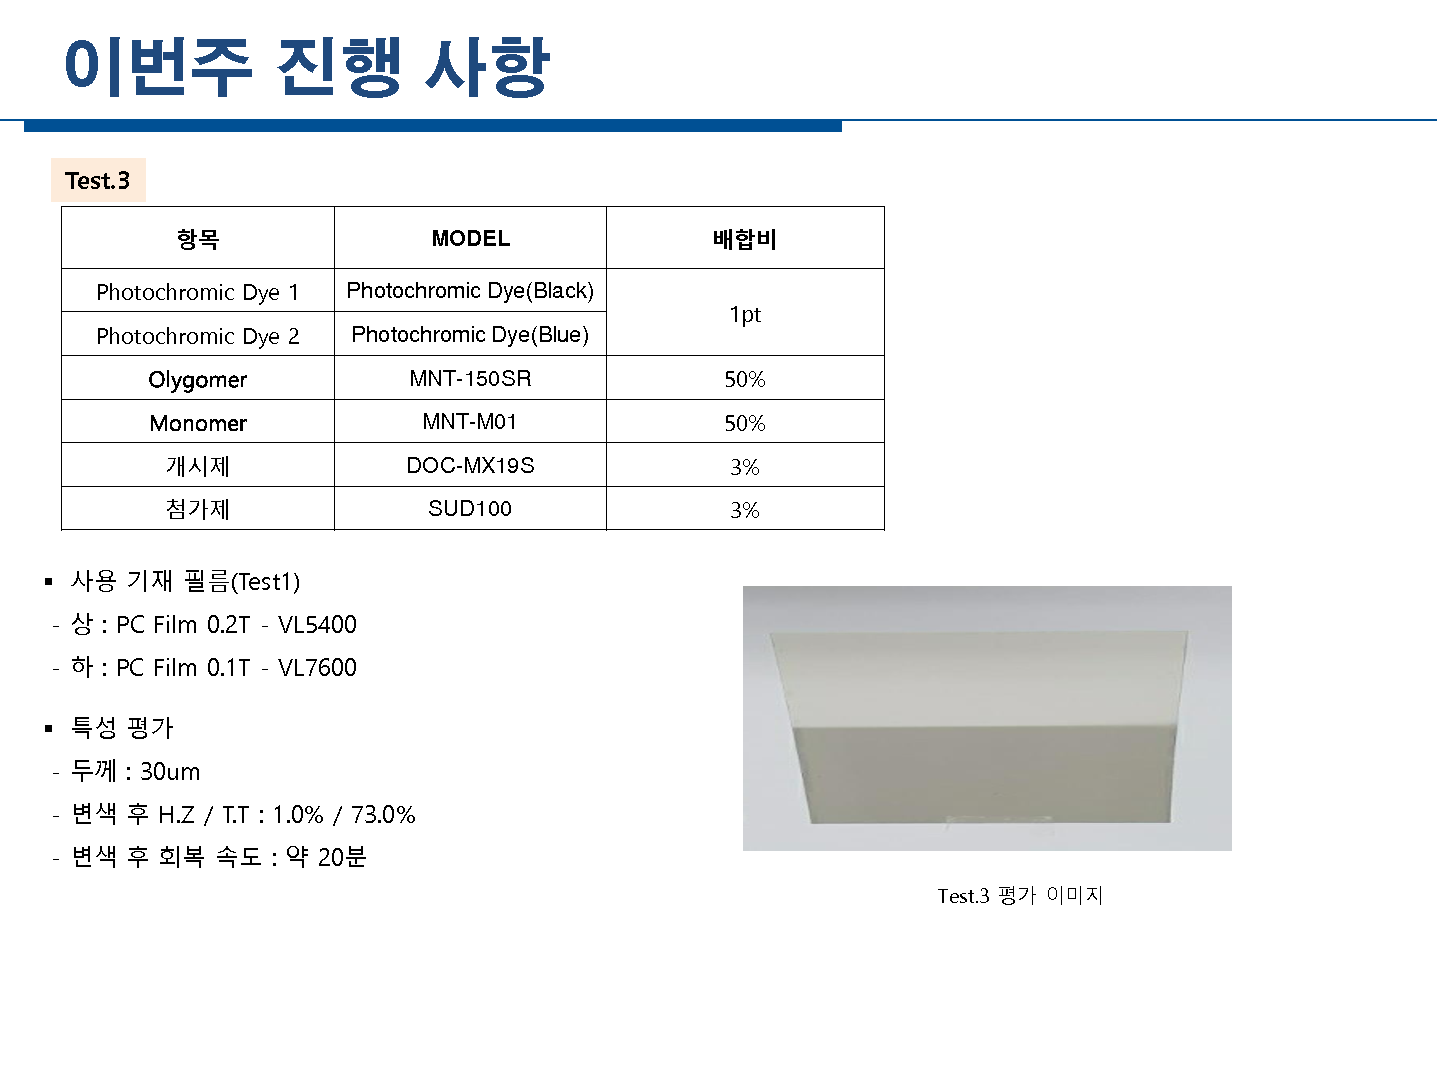 이번주 진행 사항
Test.3
항목 MODEL 배합비
Photochromic Dye 1 Photochromic Dye(Black) 1pt
Photochromic Dye 2 Photochromic Dye(Blue)
Olygomer MNT-150SR 50%
Monomer MNT-M01 50%
개시제 DOC-MX19S 3%
첨가제 SUD100 3%
▪ 사용 기재 필름(Test1)
- 상 : PC Film 0.2T - VL5400
- 하 : PC Film 0.1T - VL7600
▪ 특성 평가
- 두께 : 30um
- 변색 후 H.Z / T.T : 1.0% / 73.0%
- 변색 후 회복 속도 : 약 20분
Test.3 평가 이미지